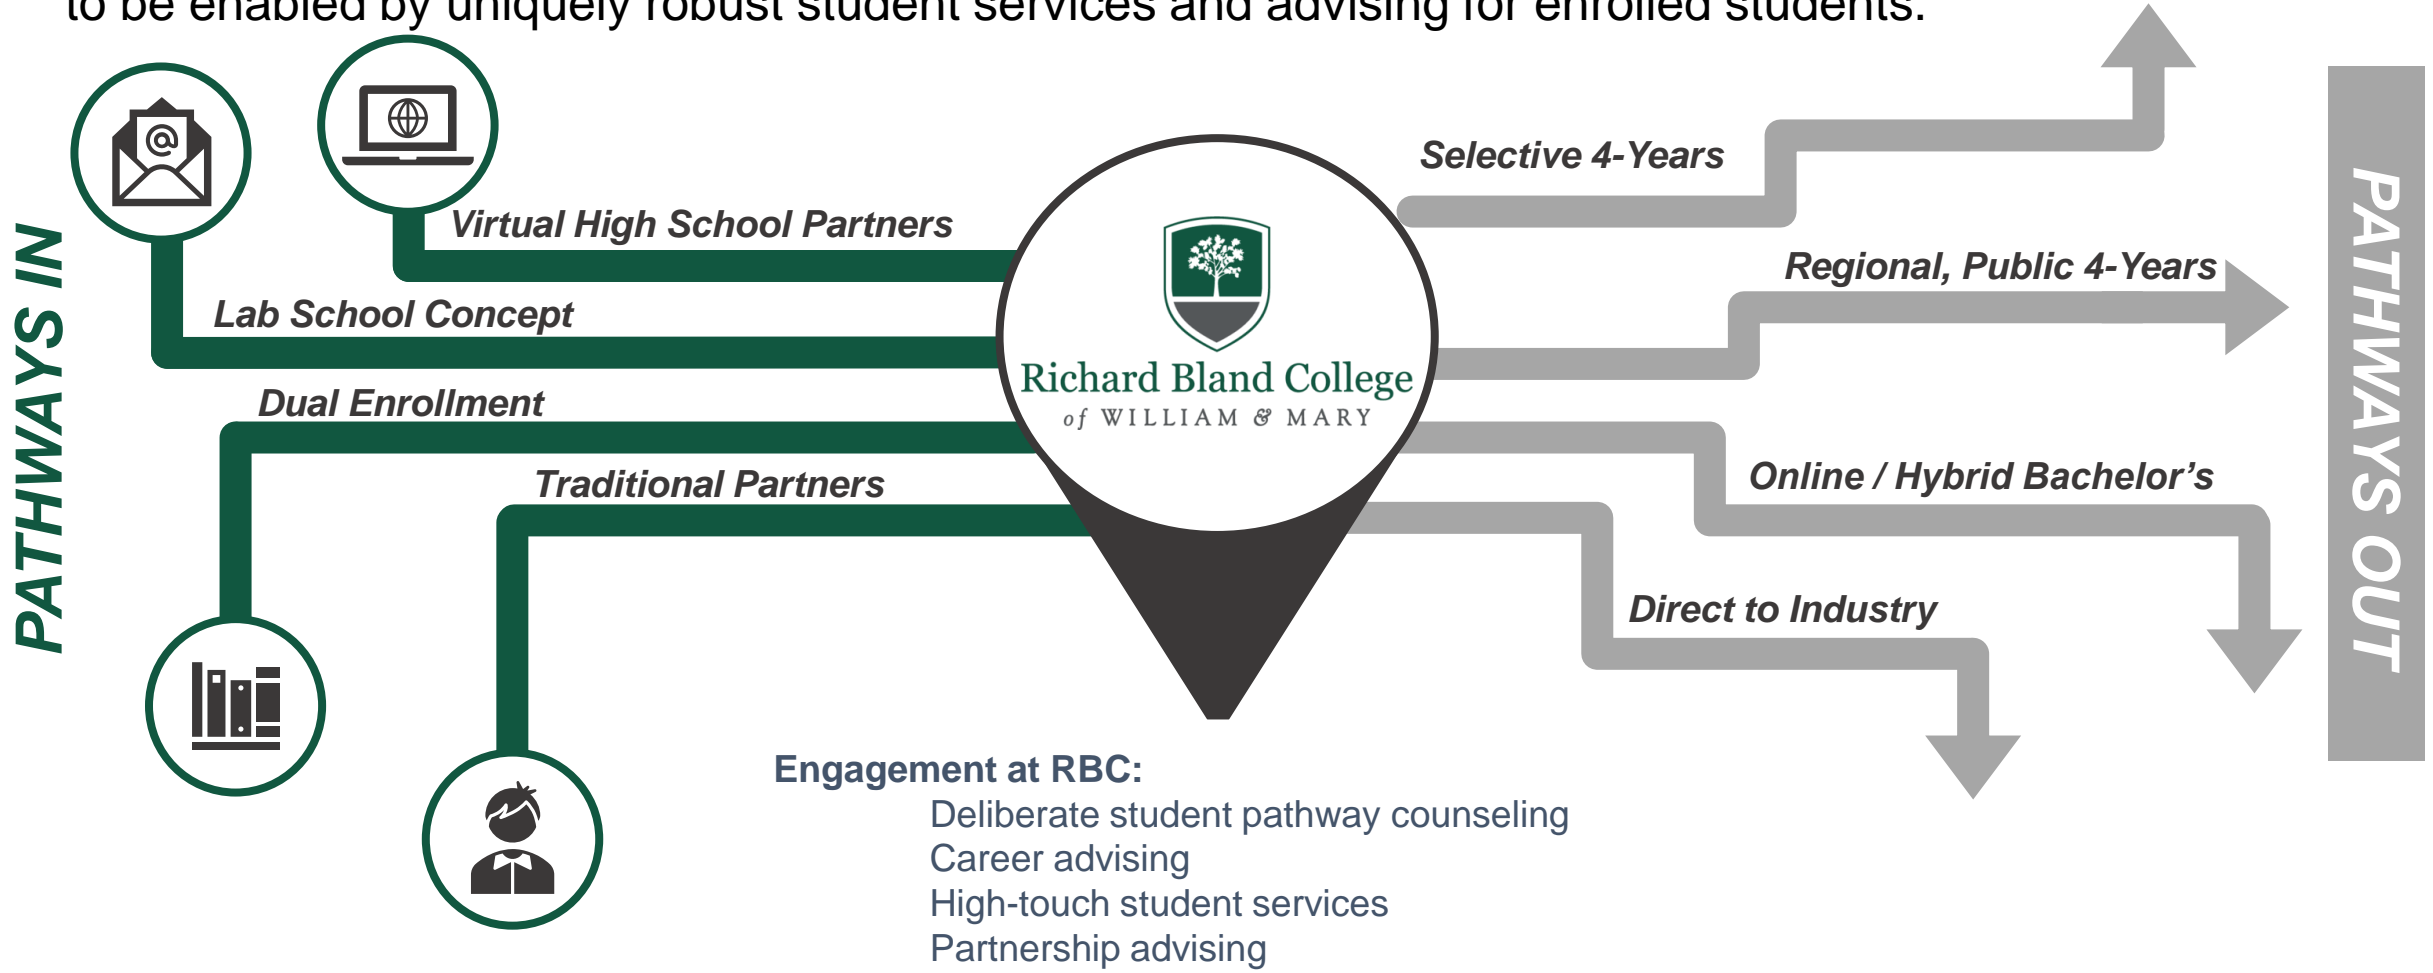 to be enabled by uniquely robust student services and advising for enrolled students.
PATHWAYS IN
Virtual High School Partners
Lab School Concept
Dual Enrollment
Traditional Partners
@
Richard Bland College
of WILLIAM & MARY
Selective 4-Years
Regional, Public 4-Years
Online / Hybrid Bachelor’s
Direct to Industry
PATHWAYS OUT
Engagement at RBC:
Deliberate student pathway counseling
Career advising
High-touch student services
Partnership advising